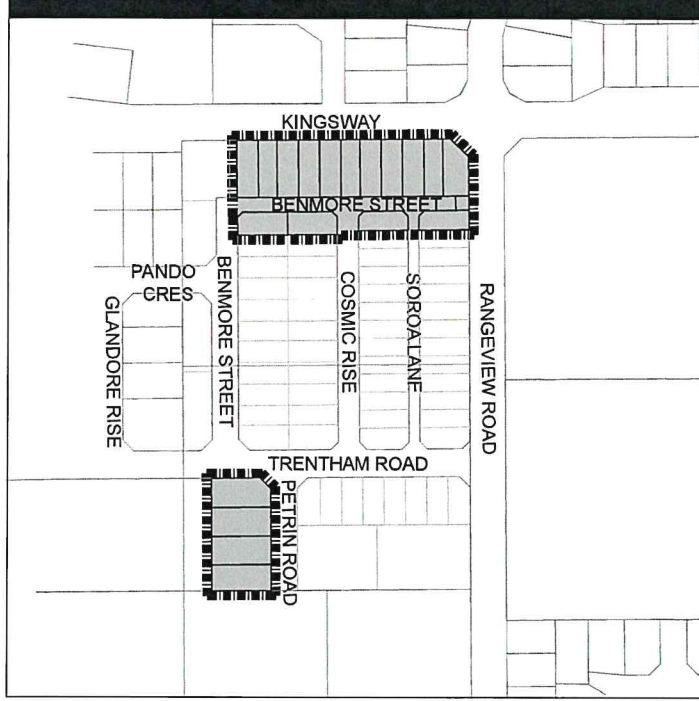 KINGSWAY
BENMORE STREET
PANDO
CRES
GLANDORE RISE
BENMORE STREET
COSMIC RISE
SOROA LANE
RANGEVIEW ROAD
TRENTHAM ROAD
PETRIN ROAD